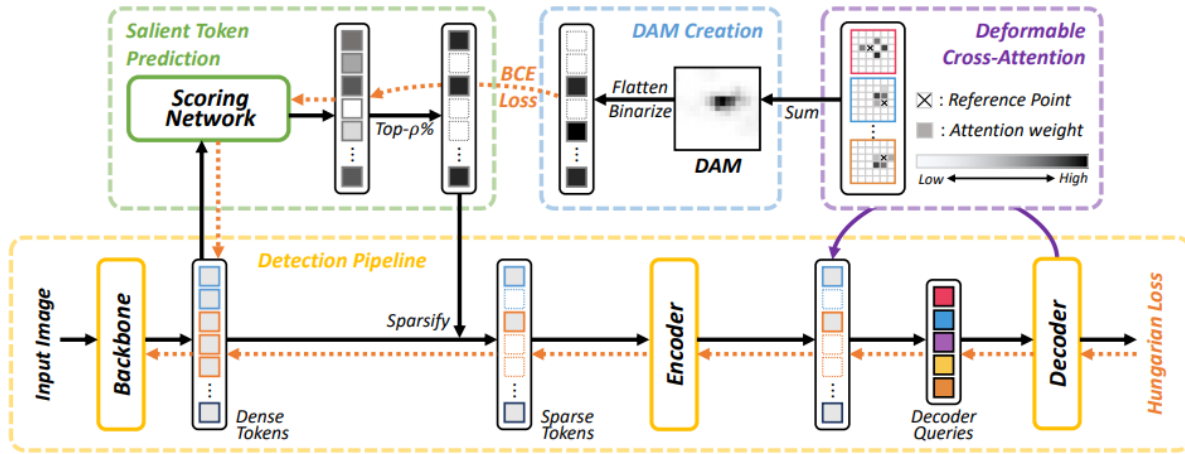 Salient Token
Prediction
Scoring
Network
Top-ρ%
BCE
Loss
DAM Creation
Flatten
Binarize
DAM
Sum
Deformable
Cross-Attention
: Reference Point
: Attention weight
Low
High
Detection Pipeline
Input Image
Backbone
Dense
Tokens
Sparsify
Sparse
Tokens
Encoder
Decoder
Queries
Decoder
Hungarian Loss